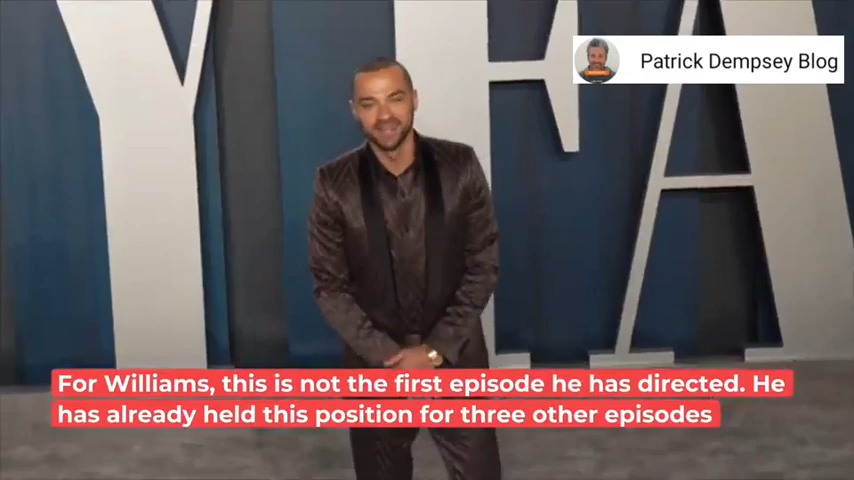 Y FA
Patrick Dempsey Blog
For Williams, this is not the first episode he has directed. He
has already held this position for three other episodes